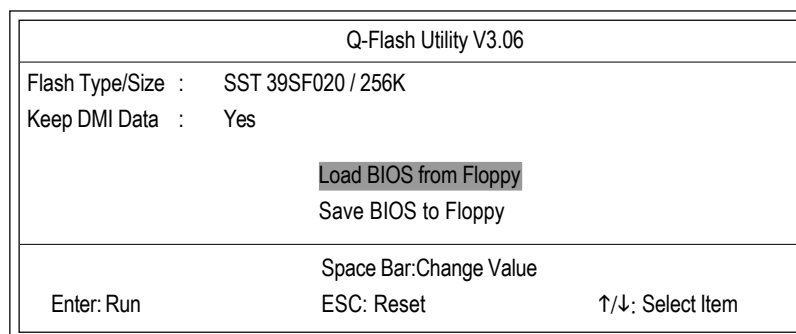 Q-Flash Utility V3.06
Flash Type/Size : SST 39SF020 / 256K
Keep DMI Data : Yes
Load BIOS from Floppy
Save BIOS to Floppy
Space Bar:Change Value
Enter: Run ESC: Reset ↑/↓: Select Item